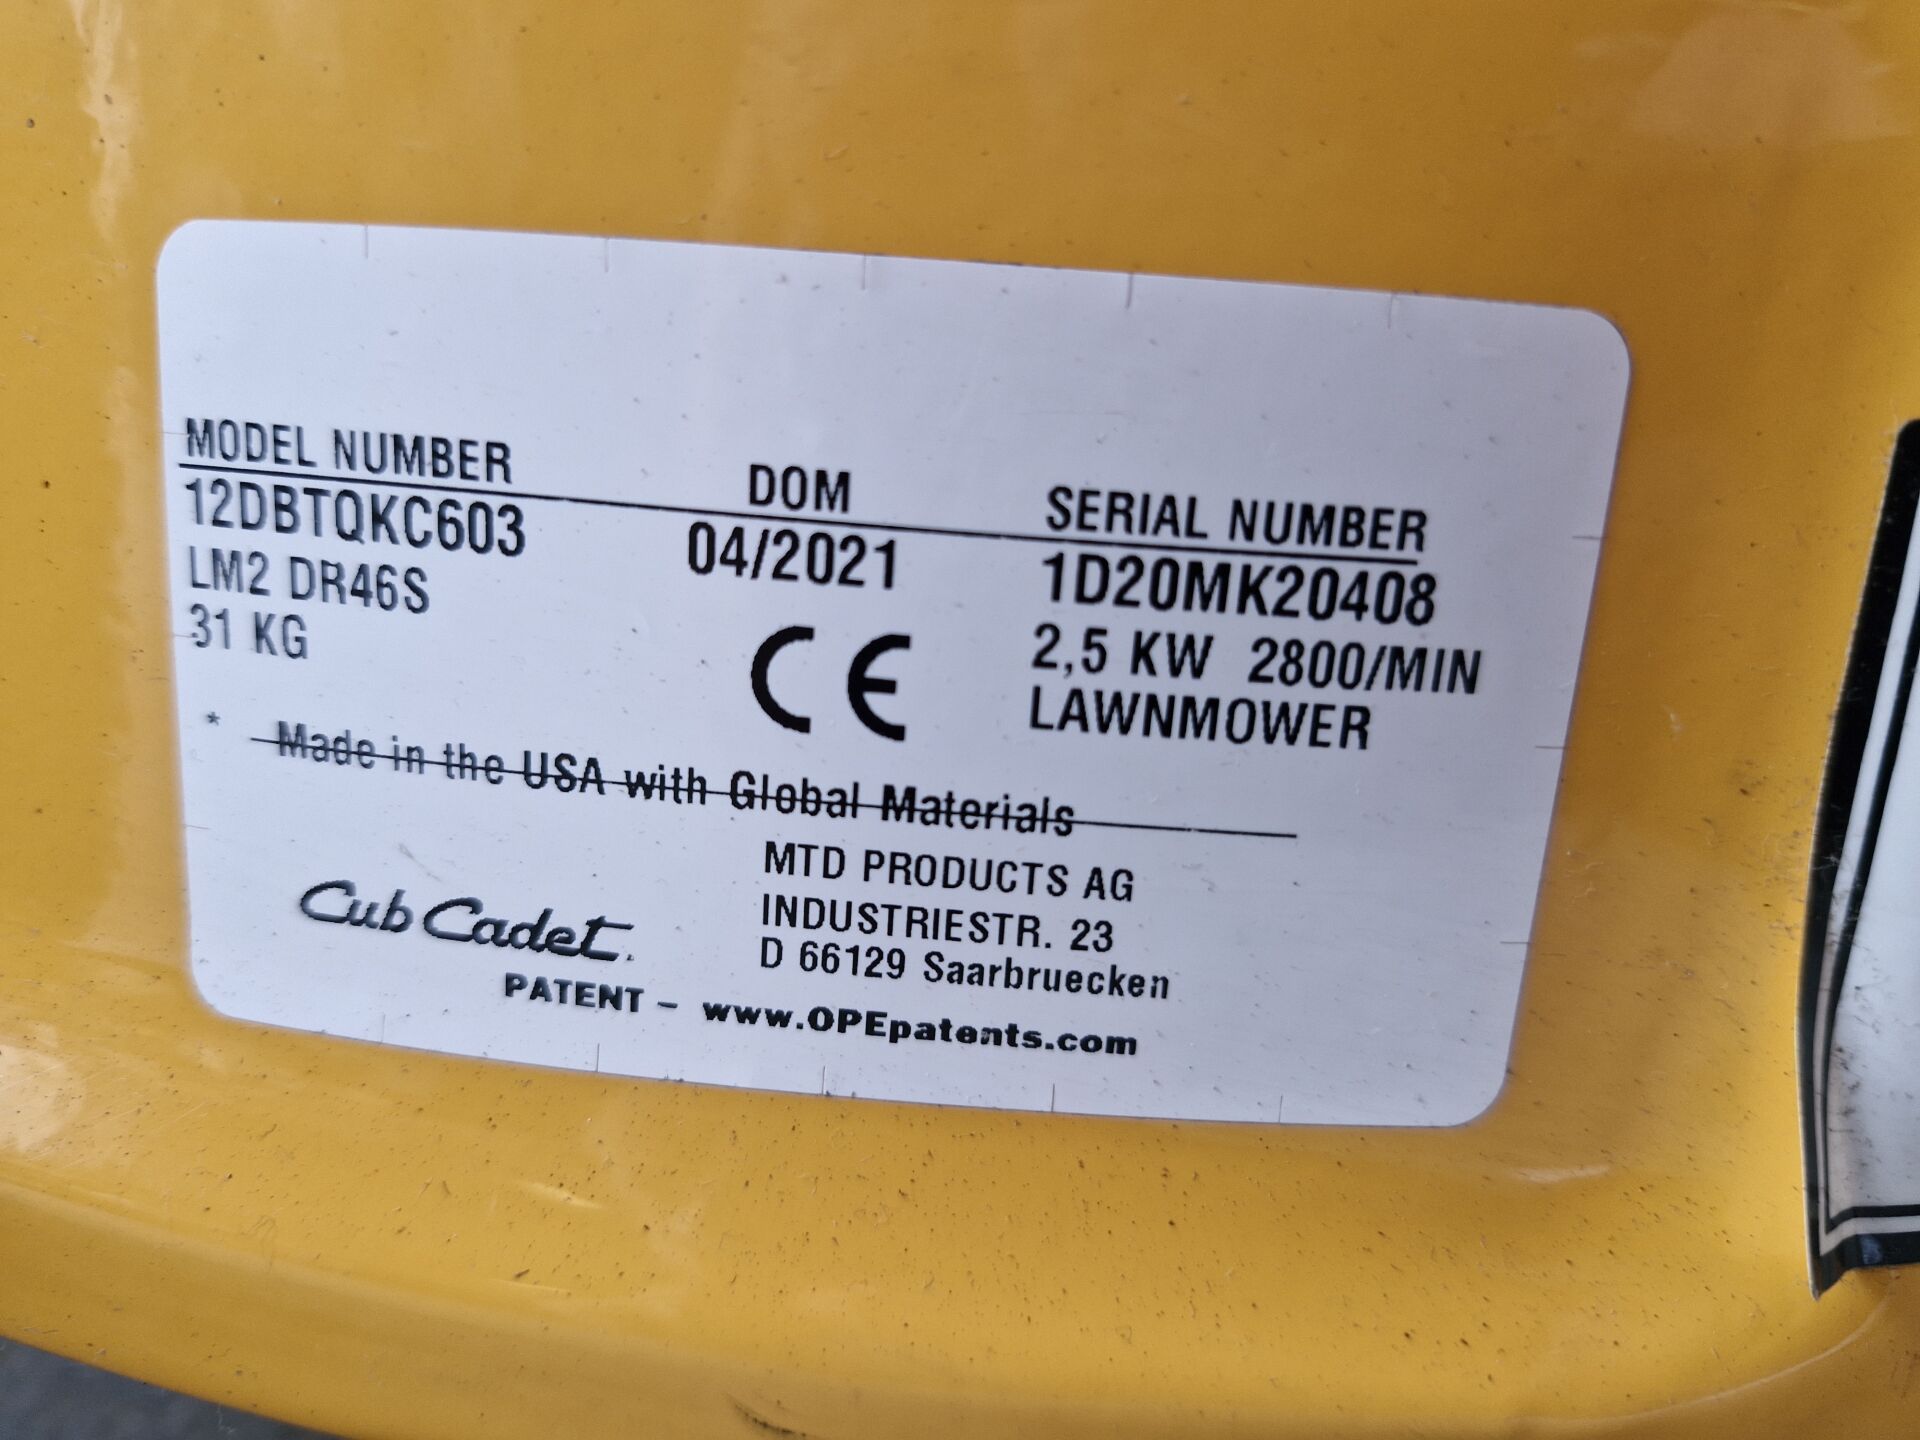 MODEL NUMBER DOM SERIAL NUMBER
12DBTQKC603 04/2021 1D20MK20408
LM2 DR46S 2,5 KW 2800/MIN
31 KG CE LAWNMOWER
* Made in the USA with Global Materials
MTD PRODUCTS AG
INDUSTRIESTR. 23
D 66129 Saarbruecken
Cub Cadet.
PATENT - www.OPEpatents.com